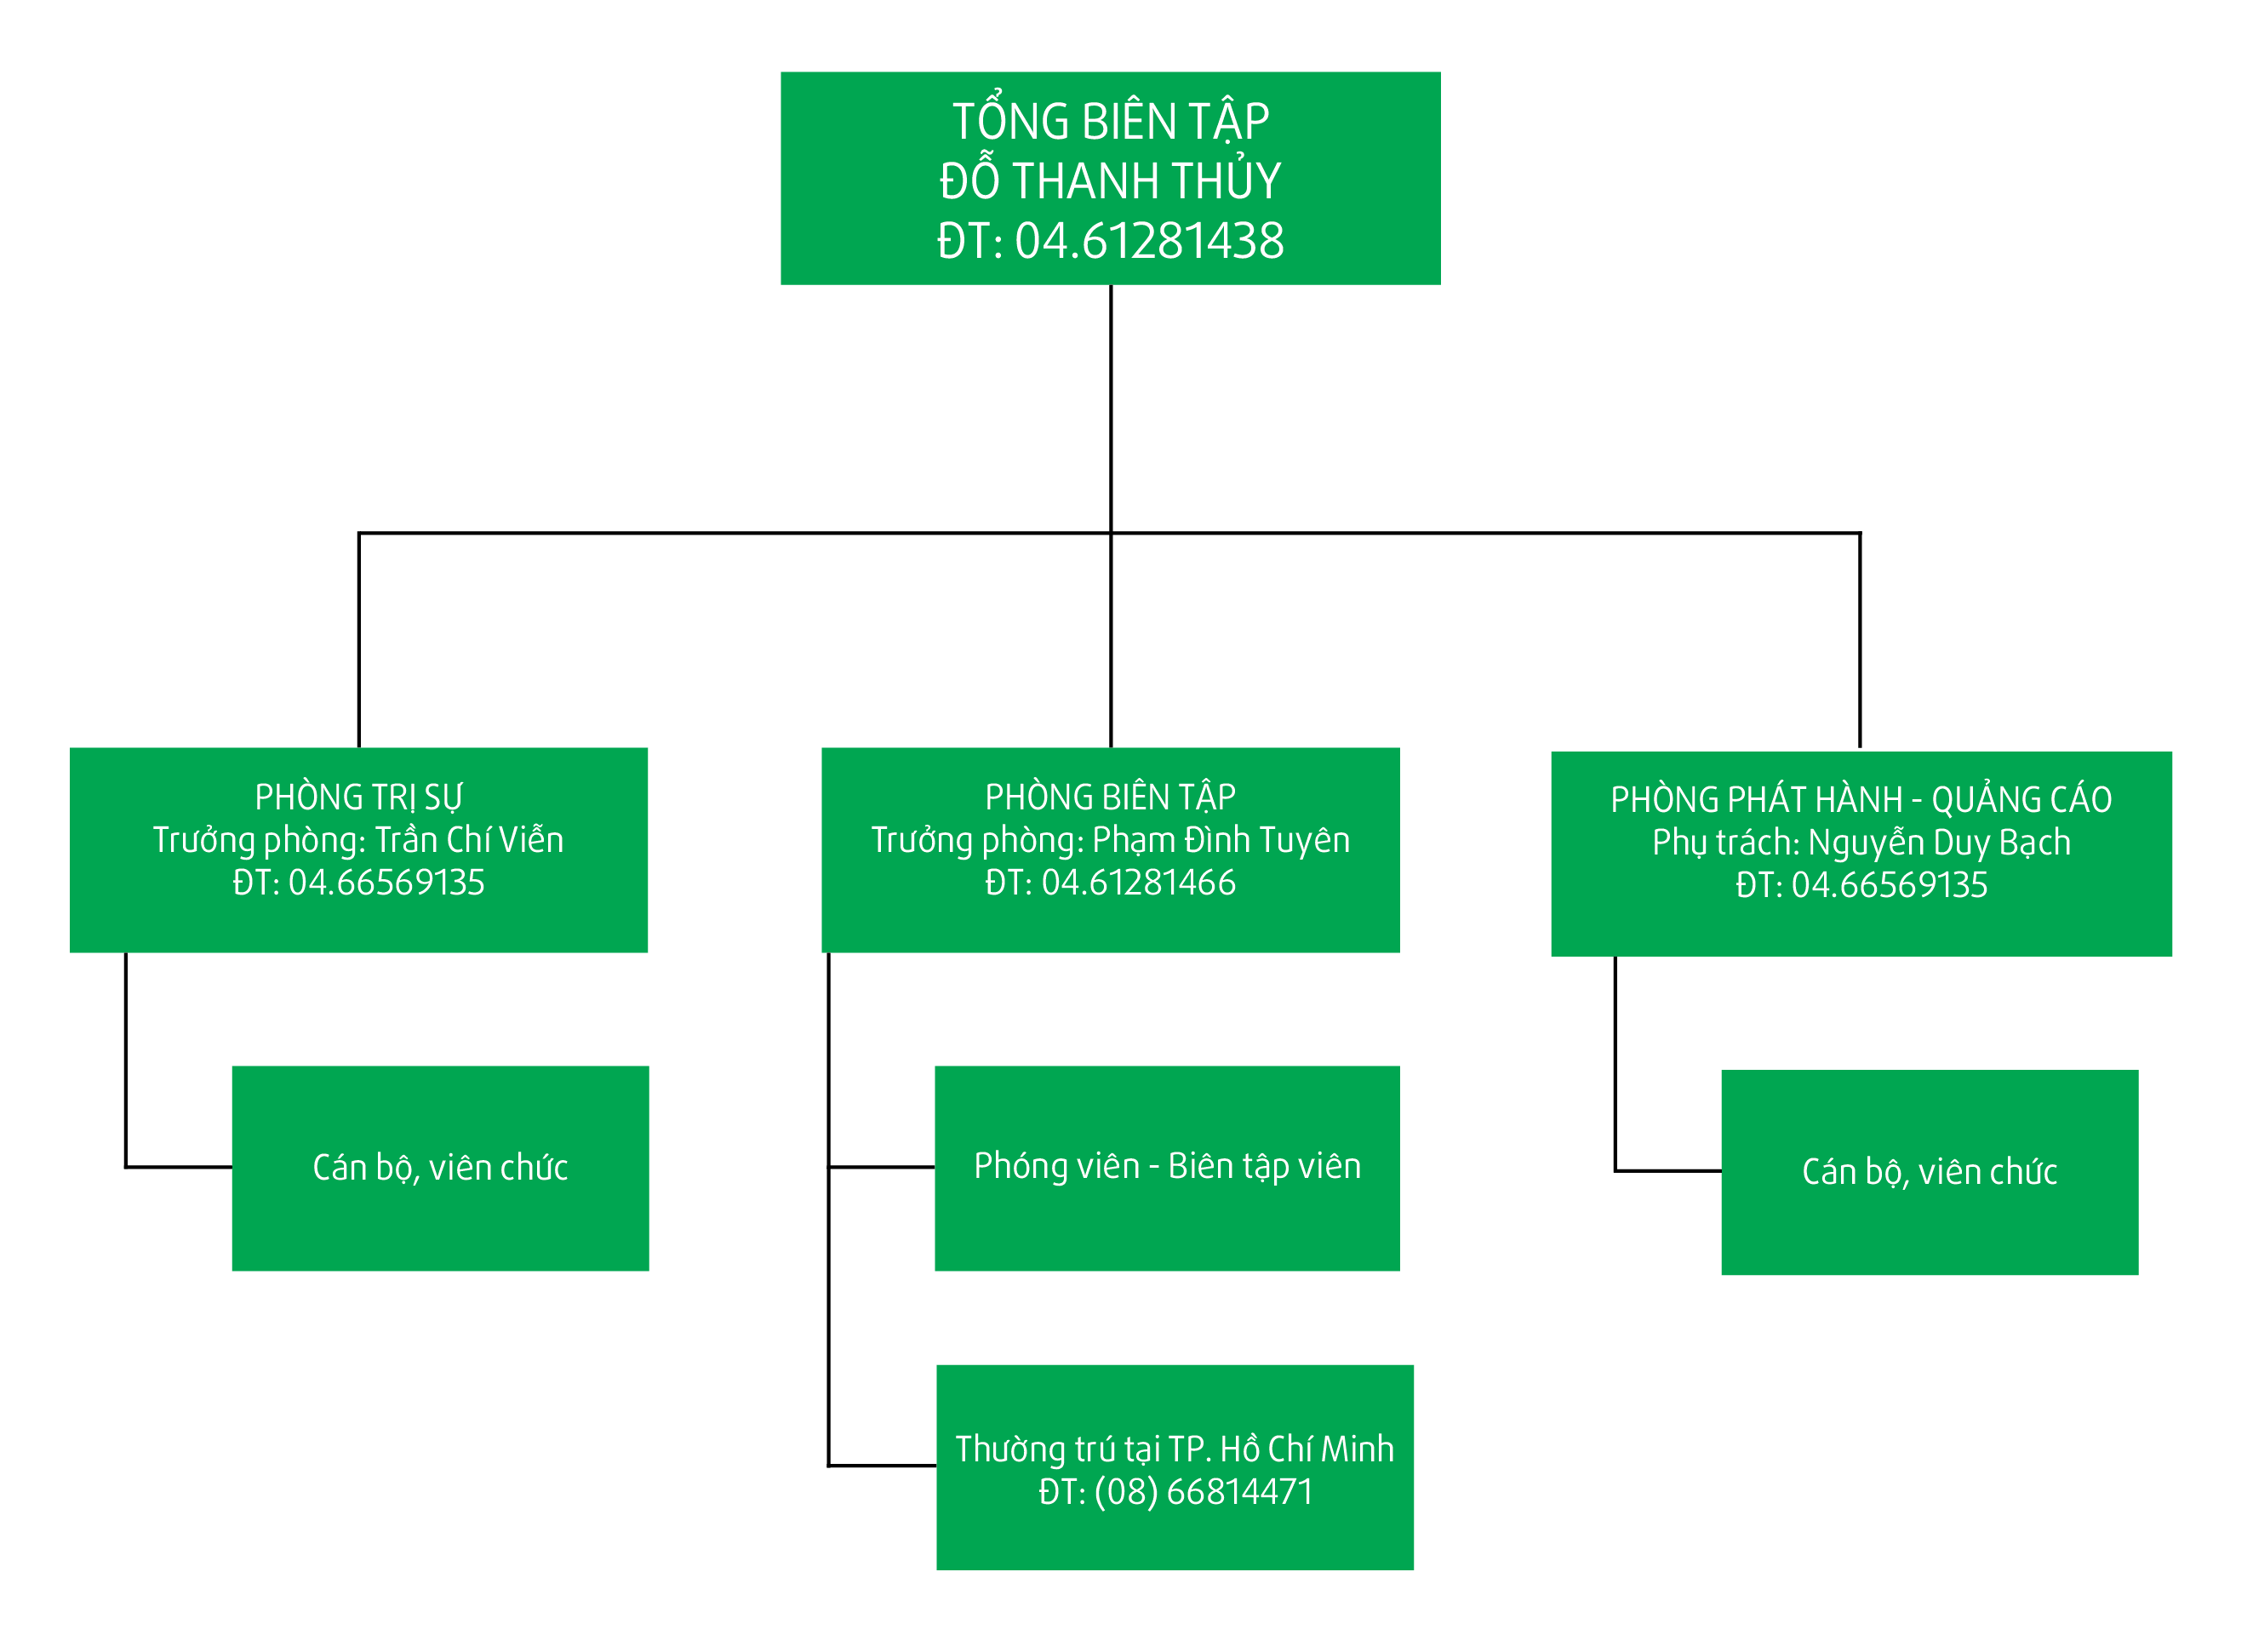 TỔNG BIÊN TẬP
ĐỖ THANH THỦY
ĐT: 04.61281438
PHÒNG TRỊ SỰ
Trưởng phòng: Trần Chí Viễn
ĐT: 04.66569135
PHÒNG BIÊN TẬP
Trưởng phòng: Phạm Đình Tuyên
ĐT: 04.61281466
PHÒNG PHÁT HÀNH - QUẢNG CÁO
Phụ trách: Nguyễn Duy Bạch
ĐT: 04.66569135
Cán bộ, viên chức
Phóng viên - Biên tập viên
Cán bộ, viên chức
Thường trú tại TP. Hồ Chí Minh
ĐT: (08) 66814471